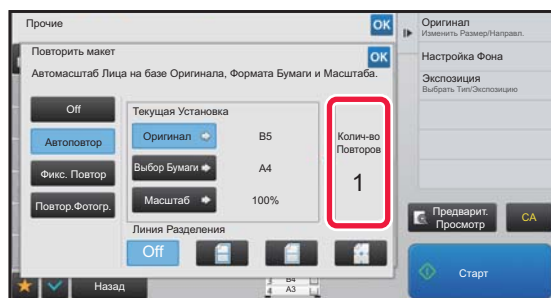 Прочие
OK
Повторить макет
OK
Автомасштаб Лица на базе Оригинала, Формата Бумаги и Масштаба.
Off
Автоповтор
Фикс. Повтор
Повтор.Фотогр.
Текущая Установка
Оригинал
B5
Выбор Бумаги
A4
Масштаб
100%
Колич-во
Повторов
1
Линия Разделения
Off
Назад
3 B4
4 A3
Оригинал
Изменить Размер/Направл.
Настройка Фона
Экспозиция
Выбрать Тип/Экспозицию
Предварит.
Просмотр
CA
Старт